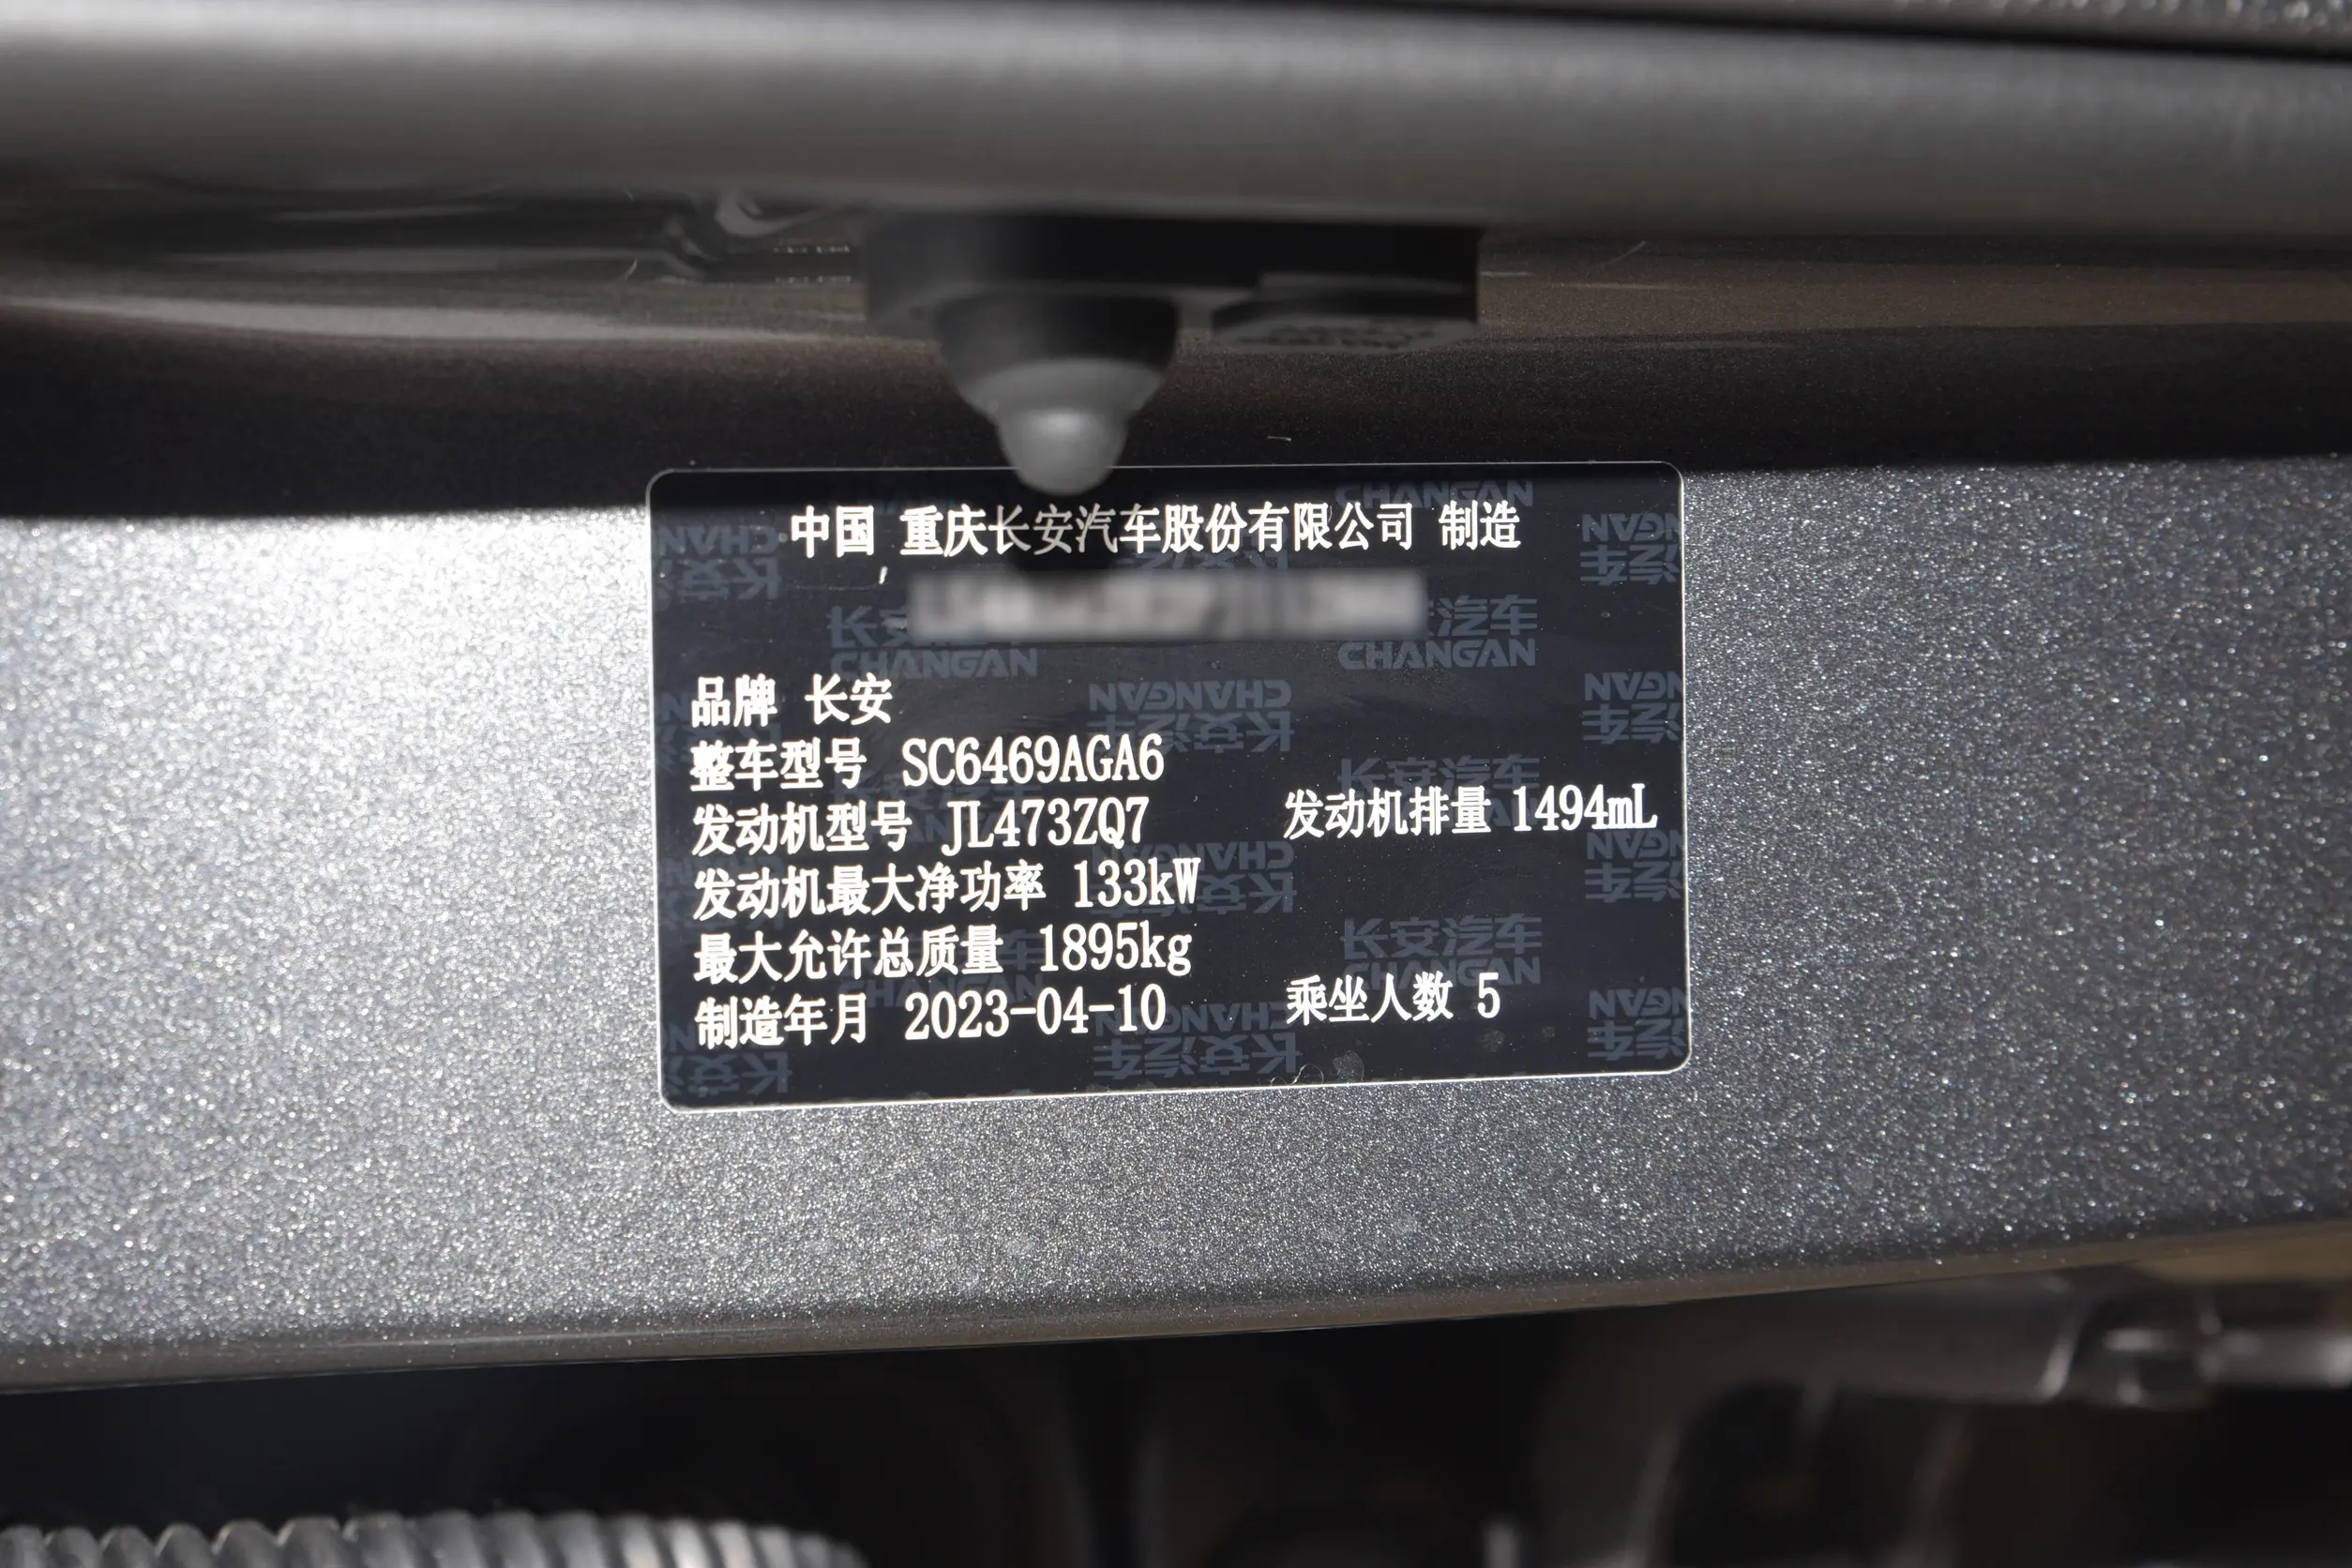 中国 重庆长安汽车股份有限公司 制造
品牌 长安
整车型号 SC6469AGA6
发动机型号 JL473ZQ7 发动机排量 1494mL
发动机最大净功率 133kW
最大允许总质量 1895kg
制造年月 2023-04-10 乘坐人数 5